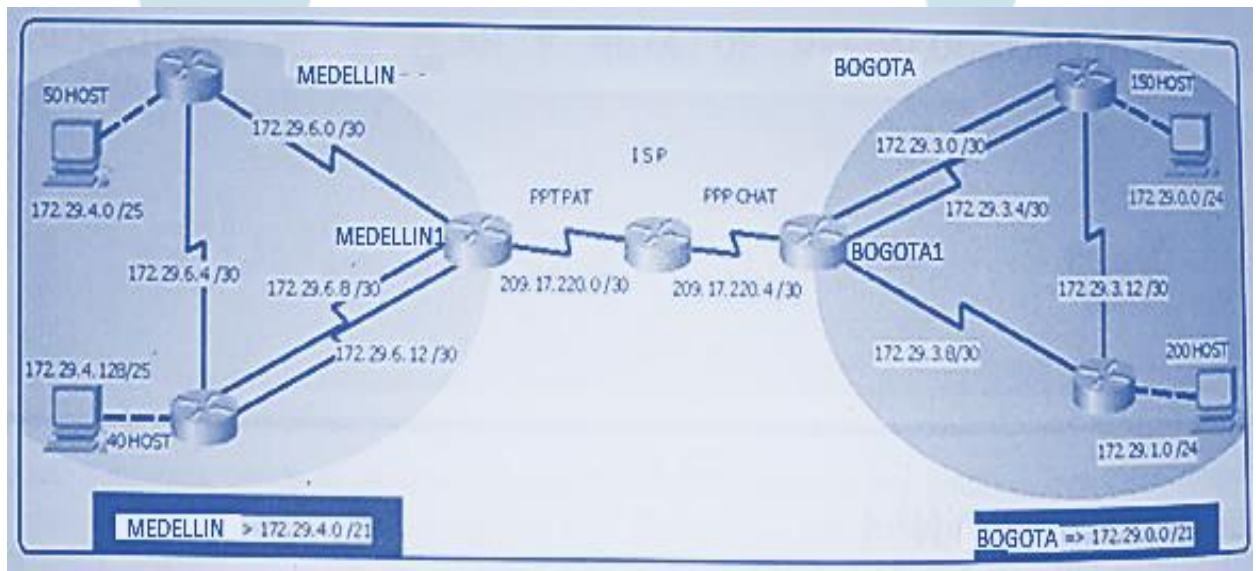 MEDELLIN - -
50 HOST
172.29.6.0 /30
172.29.4.0 /25
172.29.6.4 /30
MEDELLIN1
172.29.6.8 /30
172.29.6.12 /30
172.29.4.128/25
40 HOST
MEDELLIN > 172.29.4.0 /21
ISP
PPT PAT
PPP CHAT
209.17.220.0 /30
209.17.220.4 /30
BOGOTA
150 HOST
172.29.3.0 /30
172.29.3.4/30
172.29.0.0 /24
BOGOTA1
172.29.3.12 /30
172.29.3.8/30
200 HOST
172.29.1.0 /24
BOGOTA => 172.29.0.0 /21